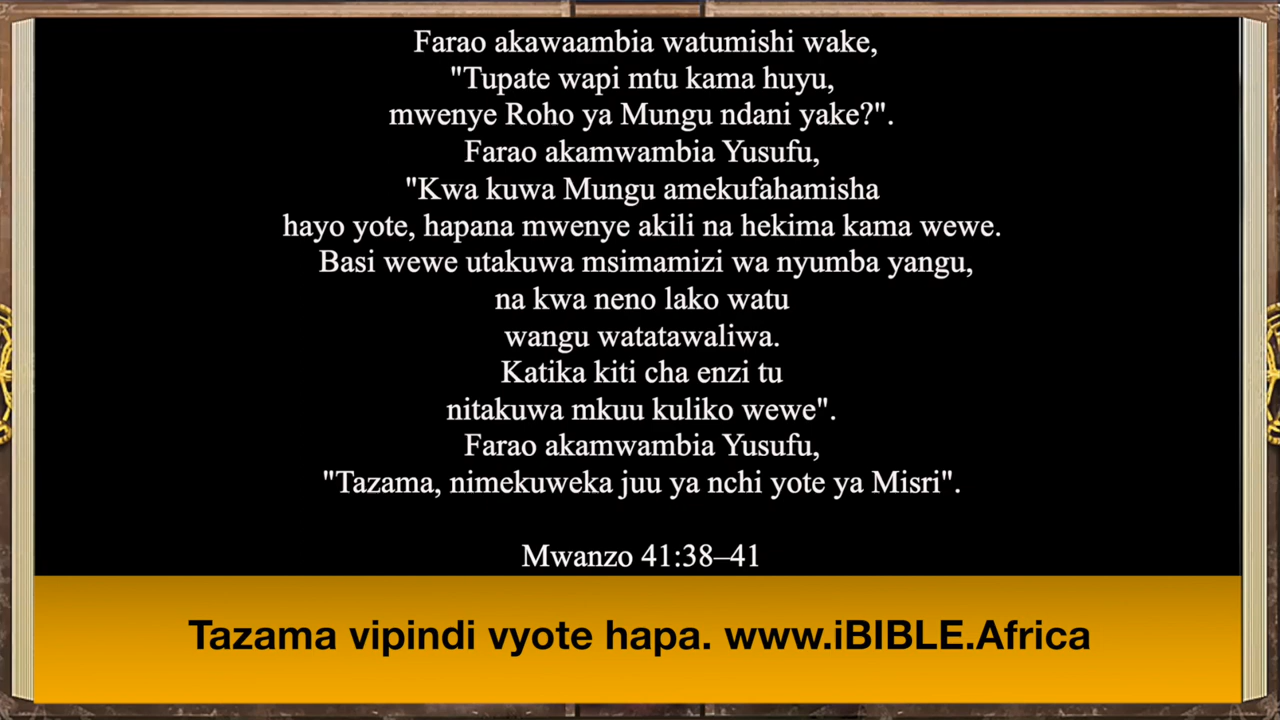 Farao akawaambia watumishi wake,
"Tupate wapi mtu kama huyu,
mwenye Roho ya Mungu ndani yake?".
Farao akamwambia Yusufu,
"Kwa kuwa Mungu amekufahamisha
hayo yote, hapana mwenye akili na hekima kama wewe.
Basi wewe utakuwa msimamizi wa nyumba yangu,
na kwa neno lako watu
wangu watatawaliwa.
Katika kiti cha enzi tu
nitakuwa mkuu kuliko wewe".
Farao akamwambia Yusufu,
"Tazama, nimekuweka juu ya nchi yote ya Misri".
Mwanzo 41:38–41
Tazama vipindi vyote hapa. www.iBIBLE.Africa